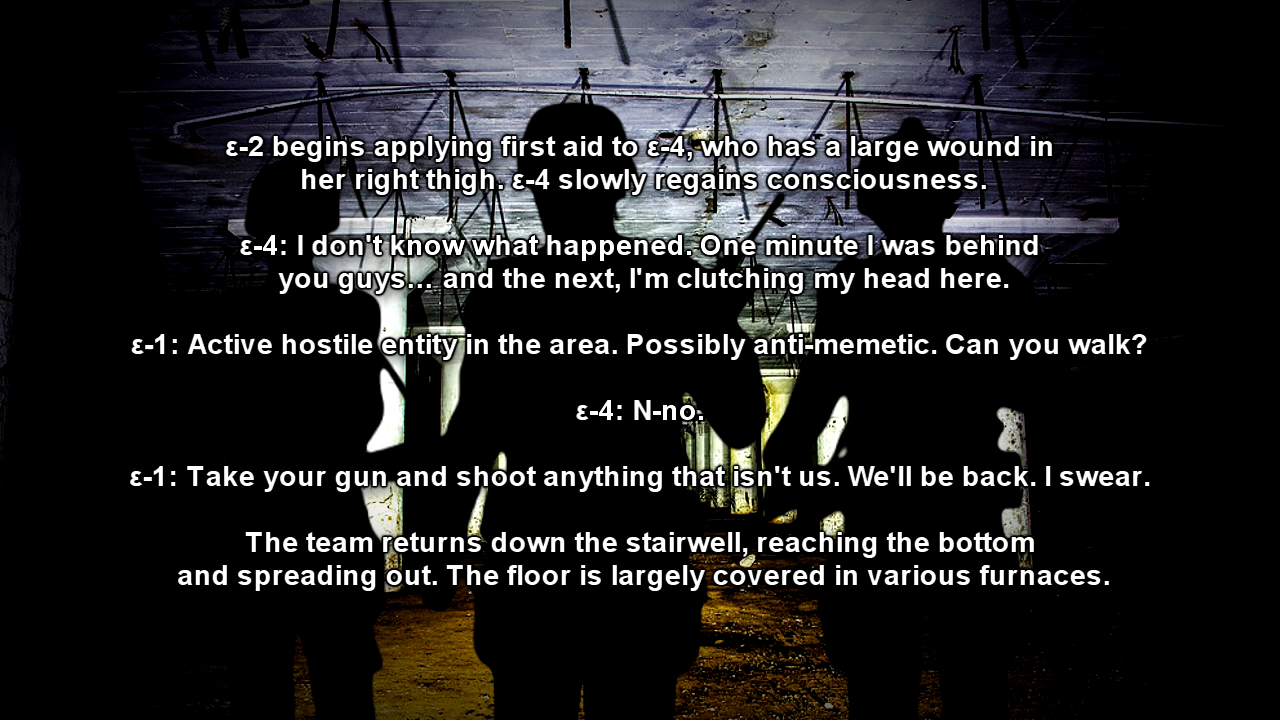 ε-2 begins applying first aid to ε-4, who has a large wound in
her right thigh. ε-4 slowly regains consciousness.
ε-4: I don't know what happened. One minute I was behind
you guys... and the next, I'm clutching my head here.
ε-1: Active hostile entity in the area. Possibly anti-memetic. Can you walk?
ε-4: N-no.
ε-1: Take your gun and shoot anything that isn't us. We'll be back. I swear.
The team returns down the stairwell, reaching the bottom
and spreading out. The floor is largely covered in various furnaces.